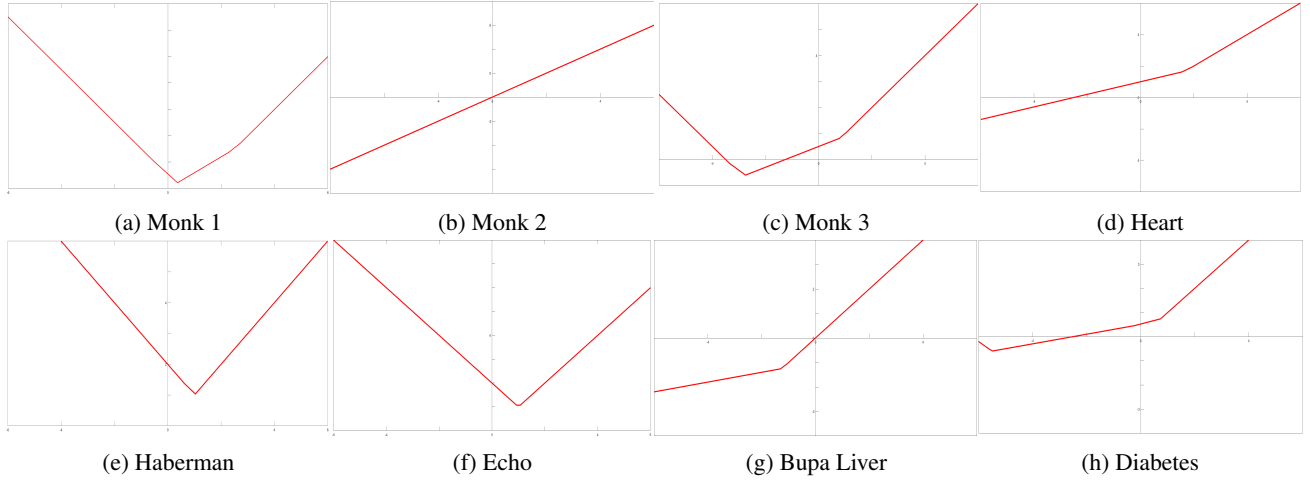 (a) Monk 1
(b) Monk 2
(c) Monk 3
(d) Heart
(e) Haberman
(f) Echo
(g) Bupa Liver
(h) Diabetes